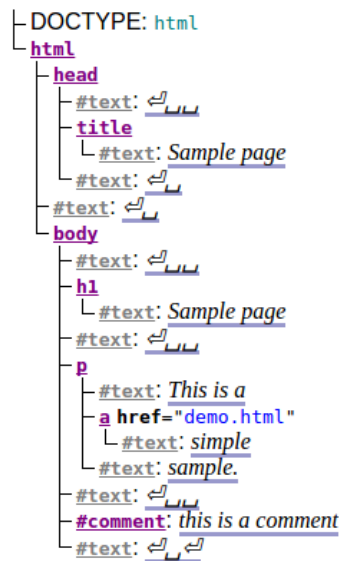 DOCTYPE: html
html
head
#text: ⏎␣␣
title
#text: Sample page
#text: ⏎␣
#text: ⏎␣
body
#text: ⏎␣␣
h1
#text: Sample page
#text: ⏎␣␣
p
#text: This is a
a href="demo.html"
#text: simple
#text: sample.
#text: ⏎␣␣
#comment: this is a comment
#text: ⏎␣⏎